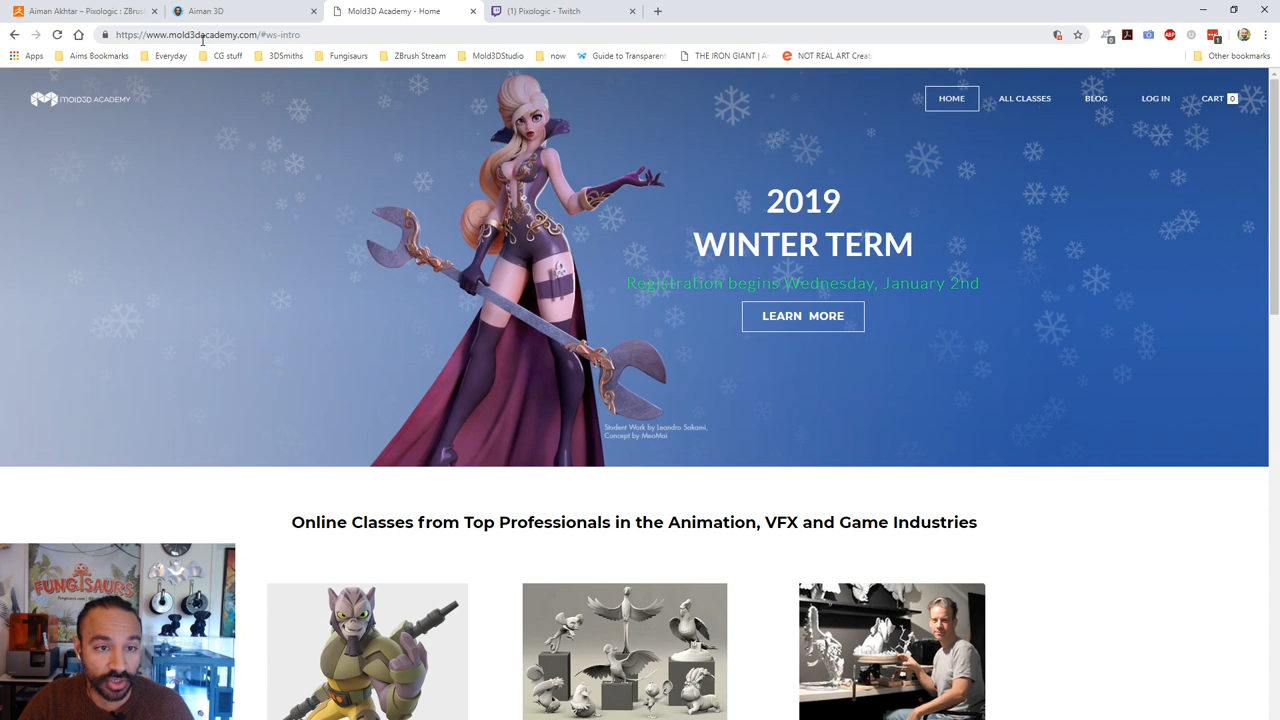 Aiman Akhtar – Pixologic : ZBru
Aiman 3D
Mold3D Academy - Home
(1) Pixologic - Twitch
https://www.mold3dacademy.com/#ws-intro
Apps
Aims Bookmarks
Everyday
CG stuff
3DSmiths
Fungisaurs
ZBrush Stream
Mold3DStudio
now
Guide to Transparent
THE IRON GIANT | A
NOT REAL ART Creati
Other bookmarks
MOLD3D ACADEMY
HOME
ALL CLASSES
BLOG
LOG IN
CART 0
2019
WINTER TERM
Registration begins Wednesday, January 2nd
LEARN MORE
Student Work by Leandro Sakami,
Concept by MeoMai
Online Classes from Top Professionals in the Animation, VFX and Game Industries
FUNGISAURS